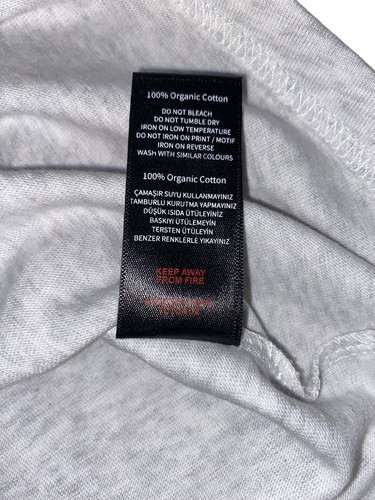 100% Organic Cotton
DO NOT BLEACH
DO NOT TUMBLE DRY
IRON ON LOW TEMPERATURE
DO NOT IRON ON PRINT / MOTIF
IRON ON REVERSE
WASH WITH SIMILAR COLOURS
100% Organic Cotton
ÇAMAŞIR SUYU KULLANMAYINIZ
TAMBURLU KURUTMA YAPMAYINIZ
DÜŞÜK ISIDA ÜTÜLEYİNİZ
BASKIYI ÜTÜLEMEYİN
TERSTEN ÜTÜLEYİN
BENZER RENKLERLE YIKAYINIZ
KEEP AWAY
FROM FIRE